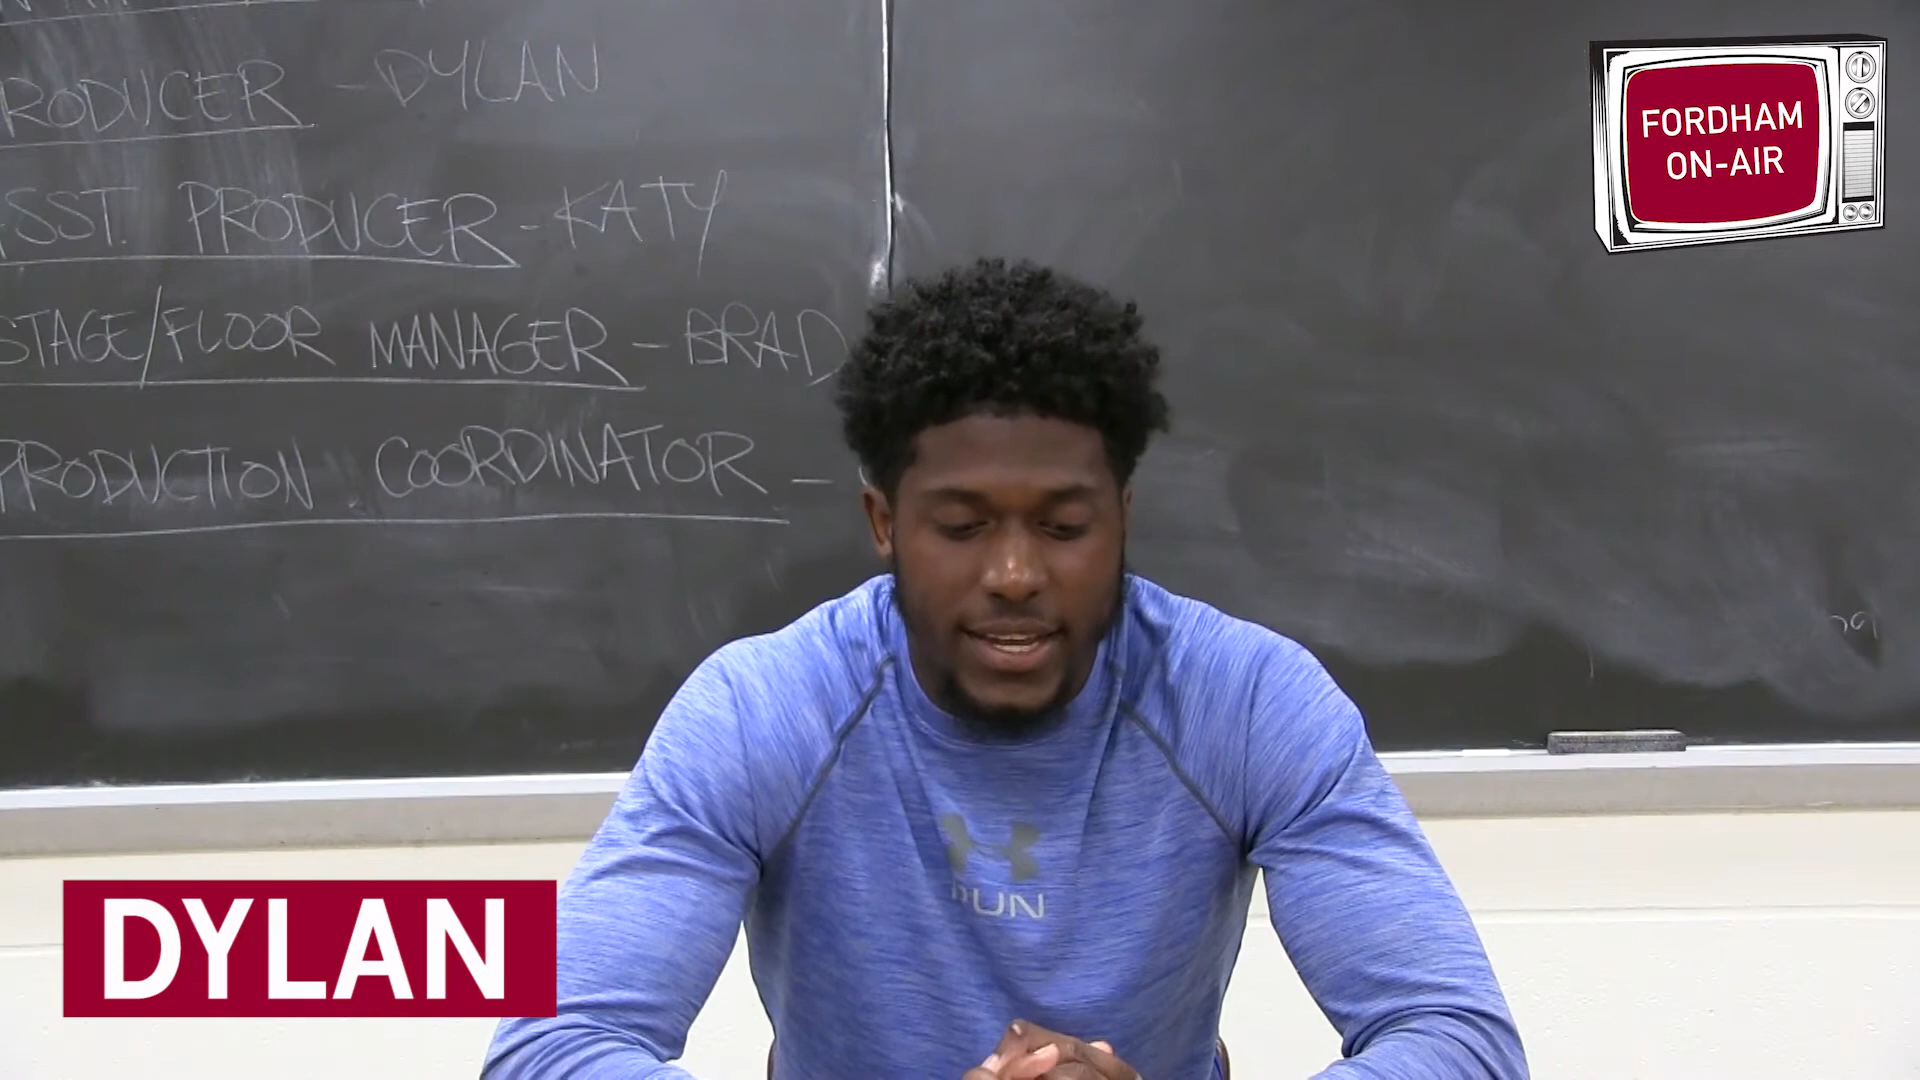 RODUCER - DYLAN
SST. PRODUCER - KATY
STAGE/FLOOR MANAGER - BRAD
PRODUCTION COORDINATOR -
FORDHAM
ON-AIR
RUN
DYLAN